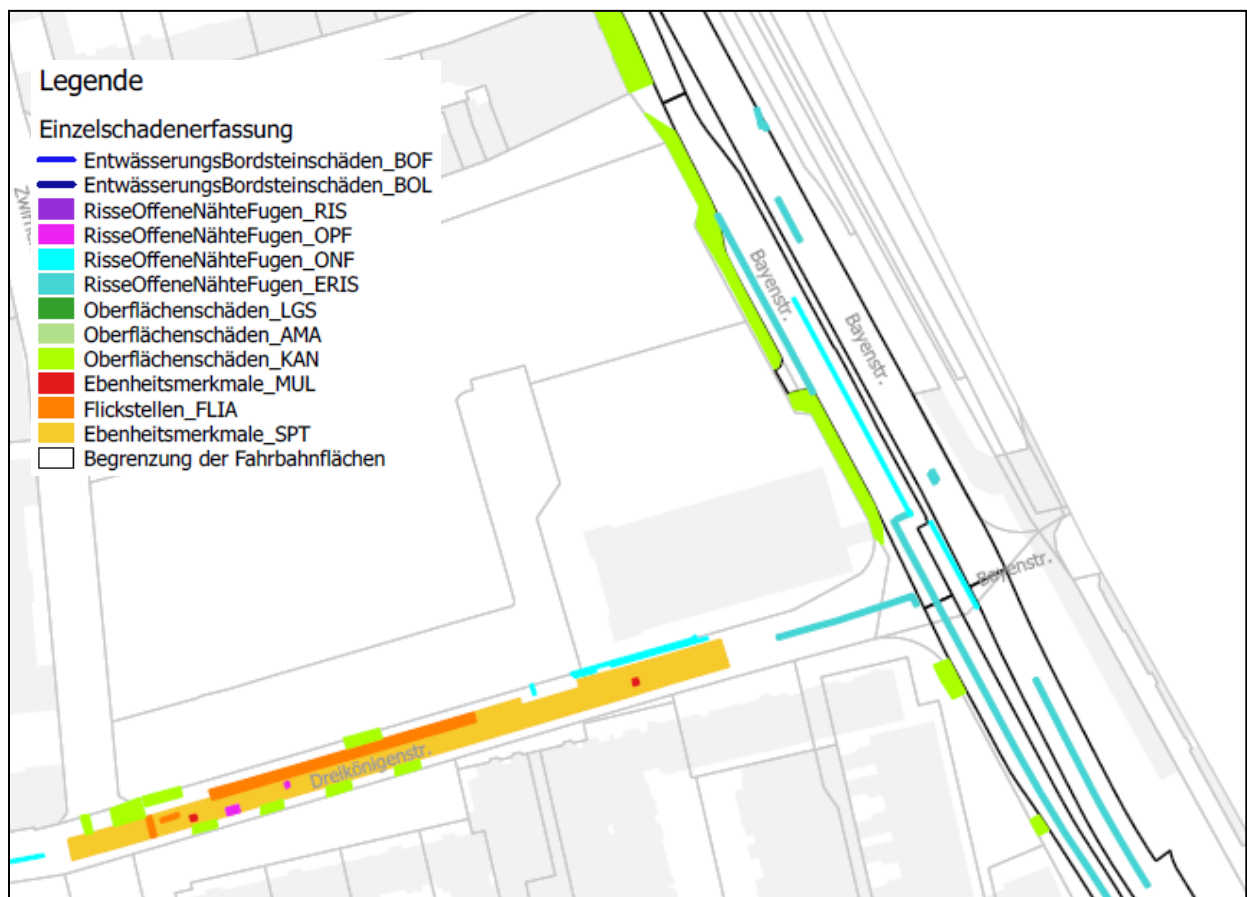 Legende
Einzelschadenerfassung
EntwässerungsBordsteinschäden_BOF
EntwässerungsBordsteinschäden_BOL
RisseOffeneNähteFugen_RIS
RisseOffeneNähteFugen_OPF
RisseOffeneNähteFugen_ONF
RisseOffeneNähteFugen_ERIS
Oberflächenschäden_LGS
Oberflächenschäden_AMA
Oberflächenschäden_KAN
Ebenheitsmerkmale_MUL
Flickstellen_FLIA
Ebenheitsmerkmale_SPT
Begrenzung der Fahrbahnflächen
Bayenstr.
Bayenstr.
Bayenstr.
Dreikönigenstr.